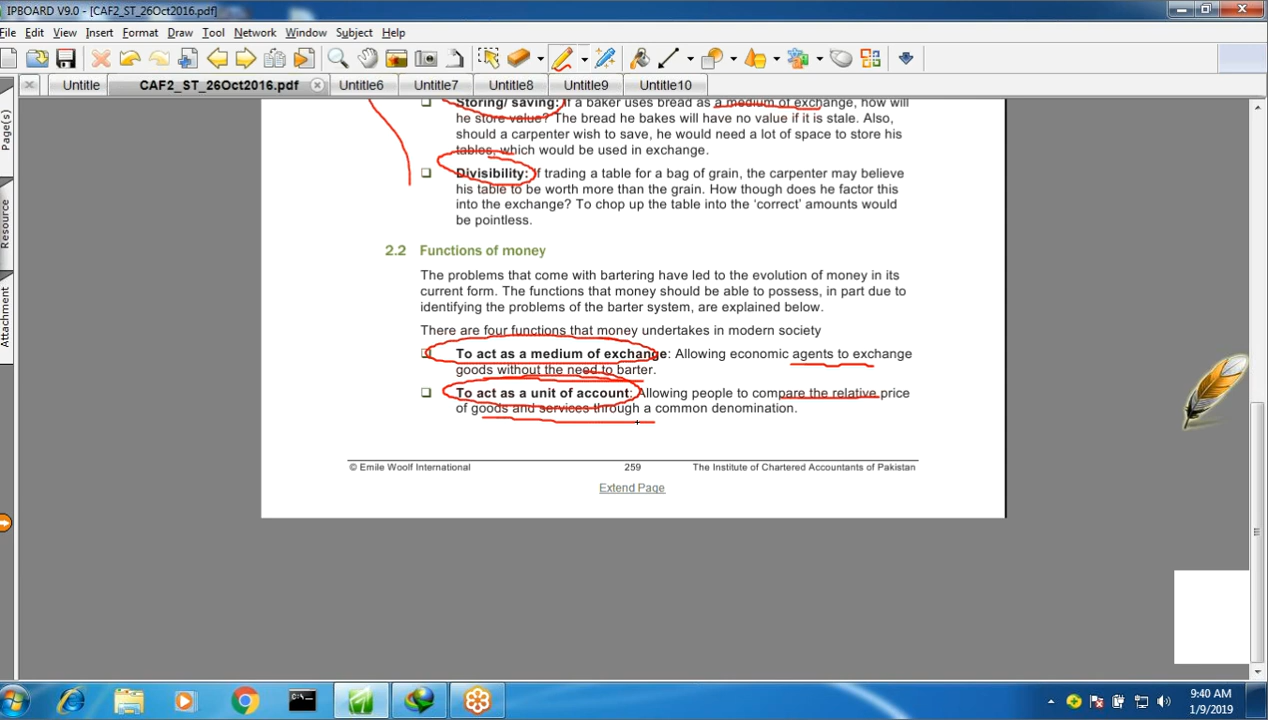 IPBOARD V9.0 - [CAF2_ST_26Oct2016.pdf]
File Edit View Insert Format Draw Tool Network Window Subject Help
Untitle CAF2_ST_26Oct2016.pdf Untitle6 Untitle7 Untitle8 Untitle9 Untitle10
Page(s)
Resource
Attachment
Storing/ saving: If a baker uses bread as a medium of exchange, how will
he store value? The bread he bakes will have no value if it is stale. Also,
should a carpenter wish to save, he would need a lot of space to store his
tables, which would be used in exchange.
Divisibility: If trading a table for a bag of grain, the carpenter may believe
his table to be worth more than the grain. How though does he factor this
into the exchange? To chop up the table into the ‘correct’ amounts would
be pointless.
2.2 Functions of money
The problems that come with bartering have led to the evolution of money in its
current form. The functions that money should be able to possess, in part due to
identifying the problems of the barter system, are explained below.
There are four functions that money undertakes in modern society
To act as a medium of exchange: Allowing economic agents to exchange
goods without the need to barter.
To act as a unit of account: Allowing people to compare the relative price
of goods and services through a common denomination.
© Emile Woolf International 259 The Institute of Chartered Accountants of Pakistan
Extend Page
9:40 AM
1/9/2019